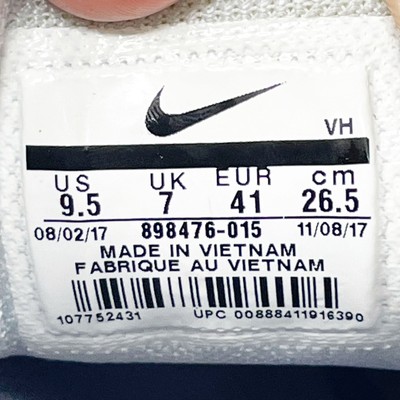 VH
US UK EUR cm
9.5 7 41 26.5
08/02/17 898476-015 11/08/17
MADE IN VIETNAM
FABRIQUE AU VIETNAM
107752431 UPC 00888411916390